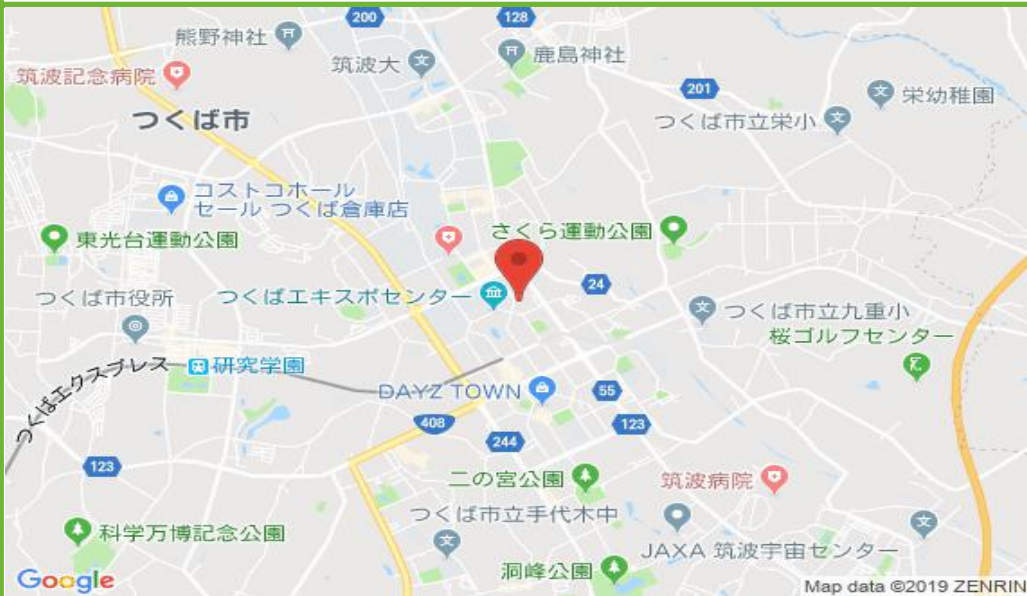 200
128
熊野神社
筑波大
鹿島神社
筑波記念病院
201
栄幼稚園
つくば市
つくば市立栄小
コストコホール
セール つくば倉庫店
東光台運動公園
さくら運動公園
つくば市役所
つくばエキスポセンター
24
つくば市立九重小
桜ゴルフセンター
つくばエクスプレス
研究学園
DAYZ TOWN
55
408
123
244
123
二の宮公園
筑波病院
つくば市立手代木中
科学万博記念公園
JAXA 筑波宇宙センター
洞峰公園
Google
Map data ©2019 ZENRIN